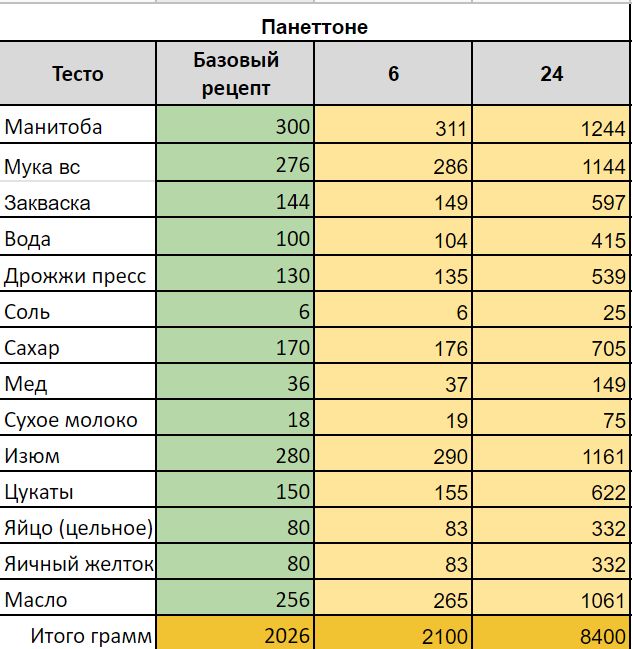 Панеттоне
Тесто Базовый рецепт 6 24
Манитоба 300 311 1244
Мука вс 276 286 1144
Закваска 144 149 597
Вода 100 104 415
Дрожжи пресс 130 135 539
Соль 6 6 25
Сахар 170 176 705
Мед 36 37 149
Сухое молоко 18 19 75
Изюм 280 290 1161
Цукаты 150 155 622
Яйцо (цельное) 80 83 332
Яичный желток 80 83 332
Масло 256 265 1061
Итого грамм 2026 2100 8400